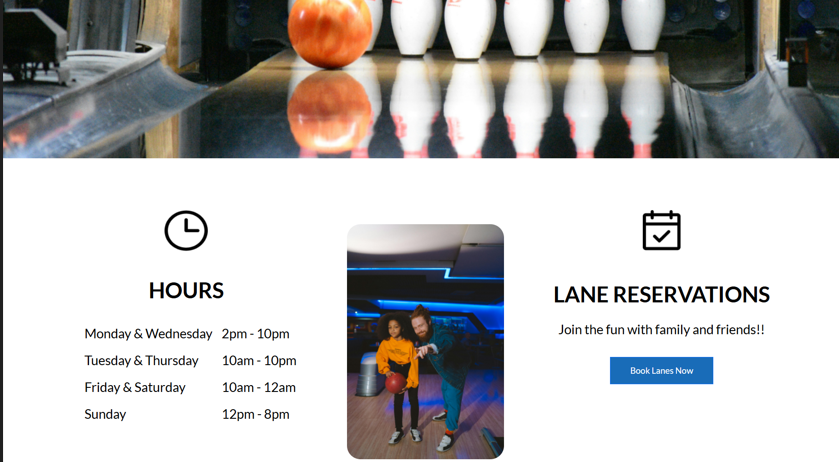 HOURS
Monday & Wednesday 2pm - 10pm
Tuesday & Thursday 10am - 10pm
Friday & Saturday 10am - 12am
Sunday 12pm - 8pm
LANE RESERVATIONS
Join the fun with family and friends!!
Book Lanes Now